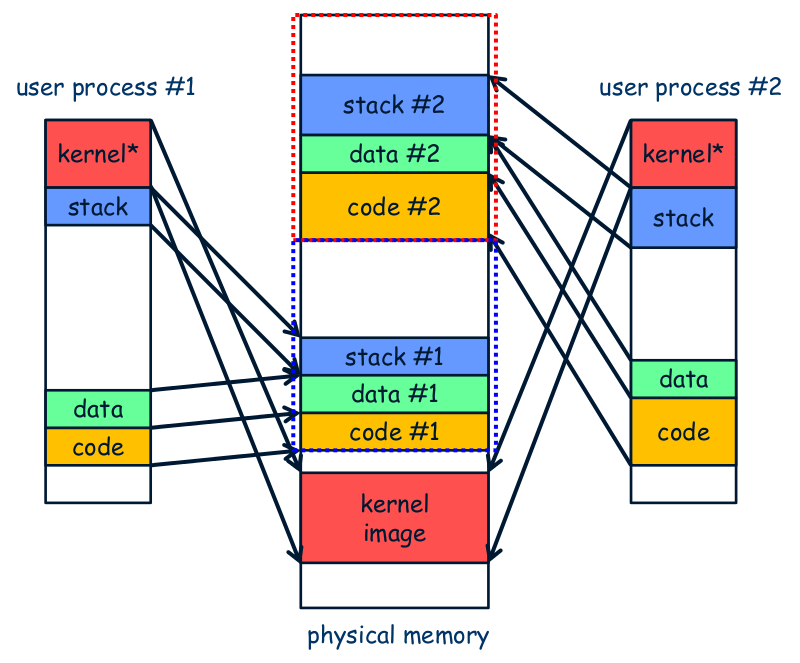 user process #1
kernel*
stack
data
code
stack #2
data #2
code #2
stack #1
data #1
code #1
kernel
image
physical memory
user process #2
kernel*
stack
data
code